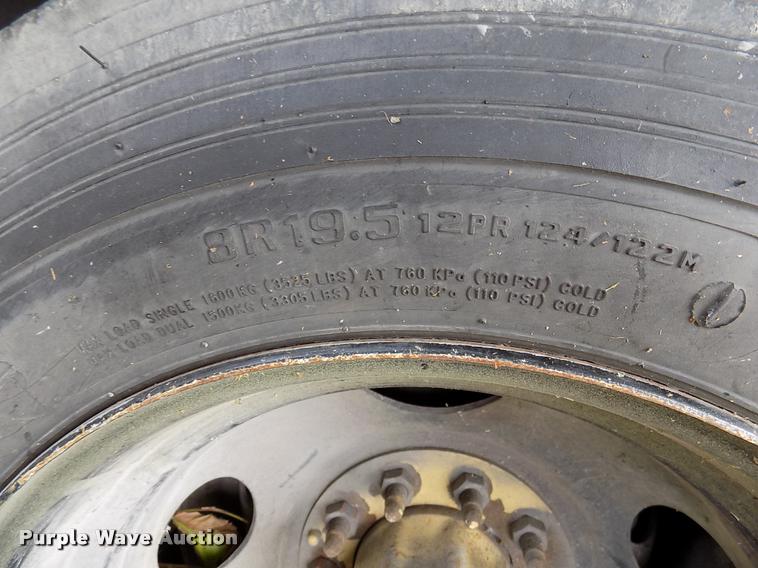 8R19.5 12PR 124/122M
MAX LOAD SINGLE 1600KG (3525 LBS) AT 760 KPa (110 PSI) COLD
MAX LOAD DUAL 1500KG (3305 LBS) AT 760 KPa (110 PSI) COLD
Purple Wave Auction